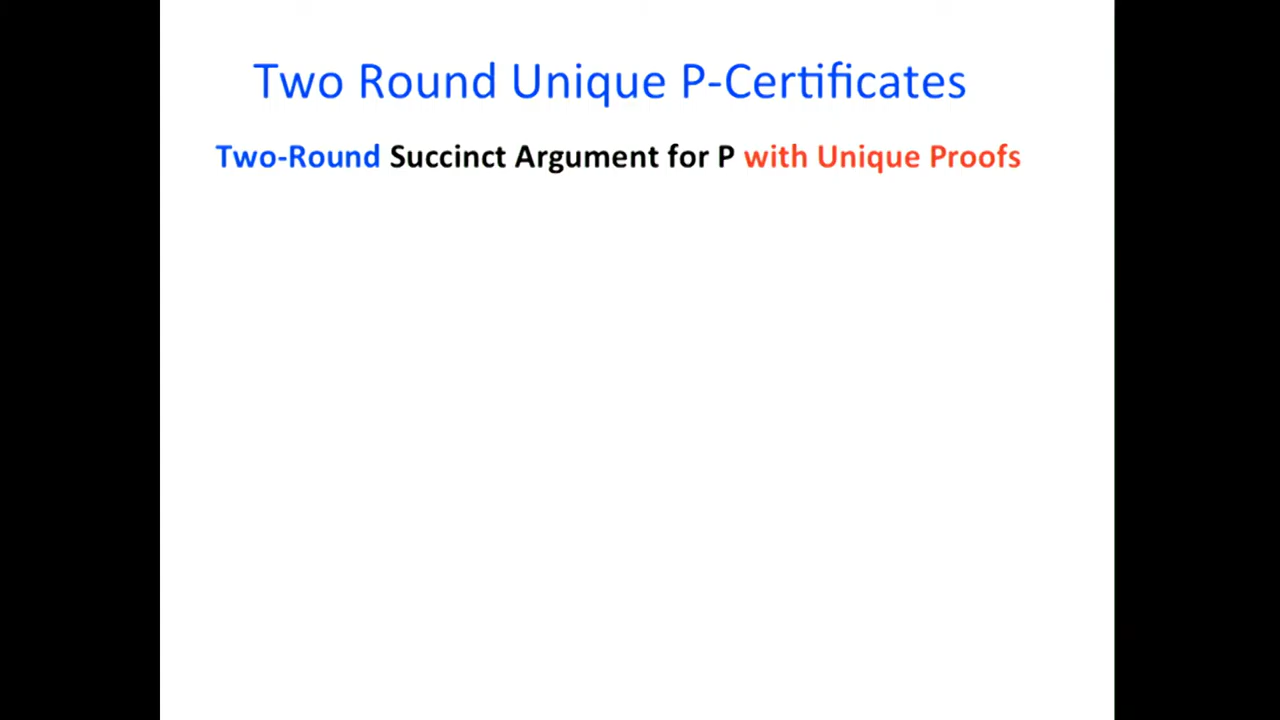 Two Round Unique P-Certificates
Two-Round Succinct Argument for P with Unique Proofs